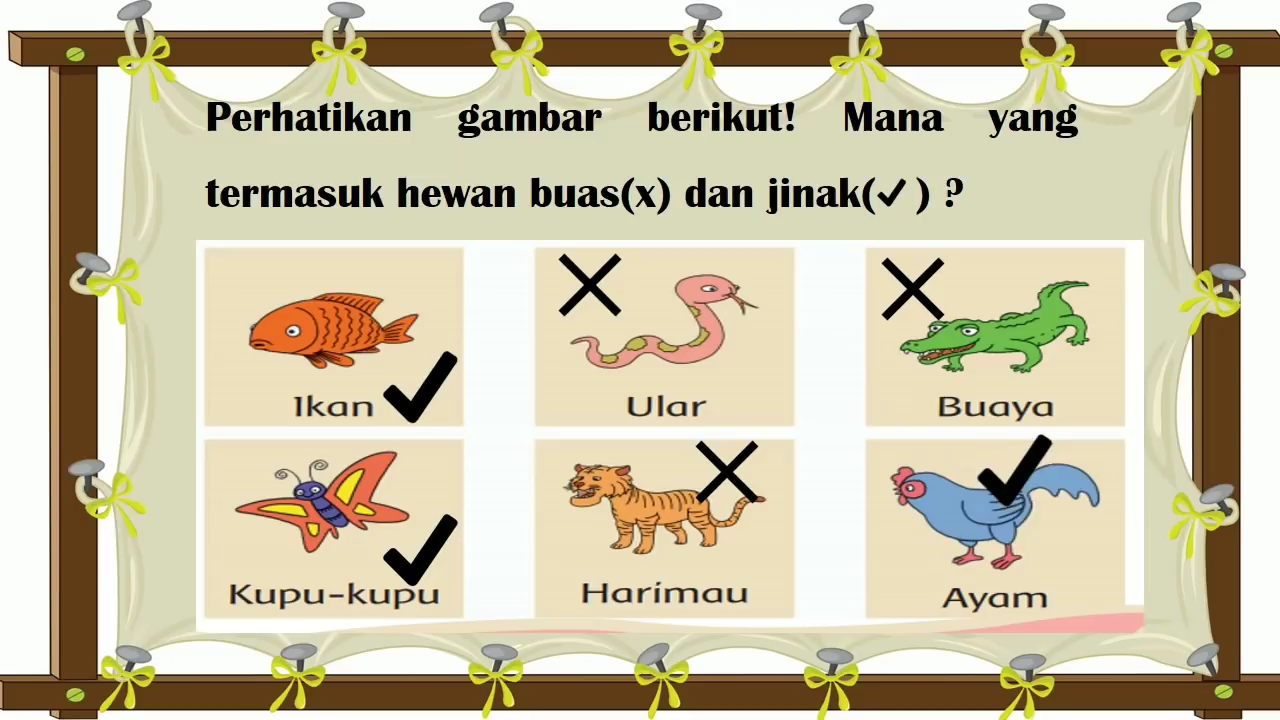 Perhatikan gambar berikut! Mana yang
termasuk hewan buas(x) dan jinak(✓) ?
Ikan
Ular
Buaya
Kupu-kupu
Harimau
Ayam